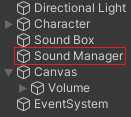 Directional Light
Character
Sound Box
Sound Manager
Canvas
Volume
EventSystem